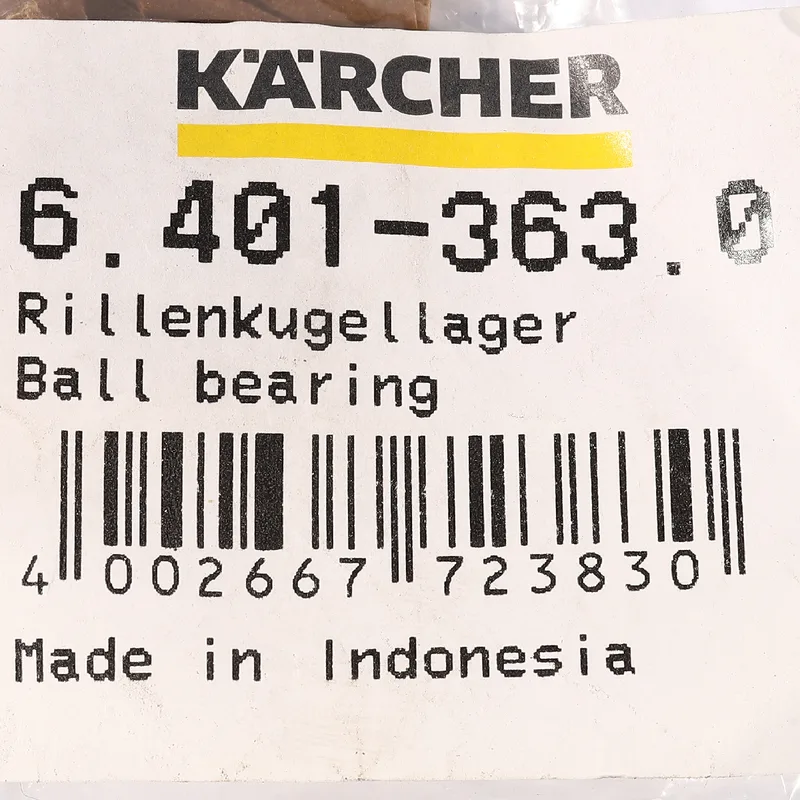 KÄRCHER
6.401-363.0
Rillenkugellager
Ball bearing
4 002667 723830
Made in Indonesia